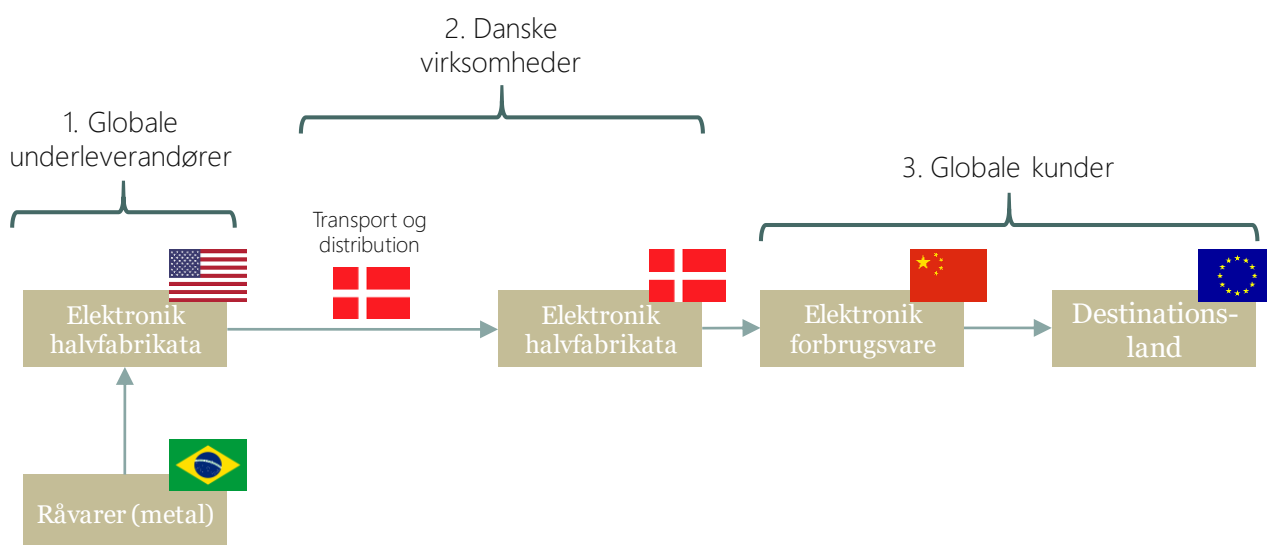 2. Danske
virksomheder
1. Globale
underleverandører
3. Globale kunder
Transport og
distribution
Elektronik
halvfabrikata
Elektronik
halvfabrikata
Elektronik
forbrugsvare
Destinations-
land
Råvarer (metal)